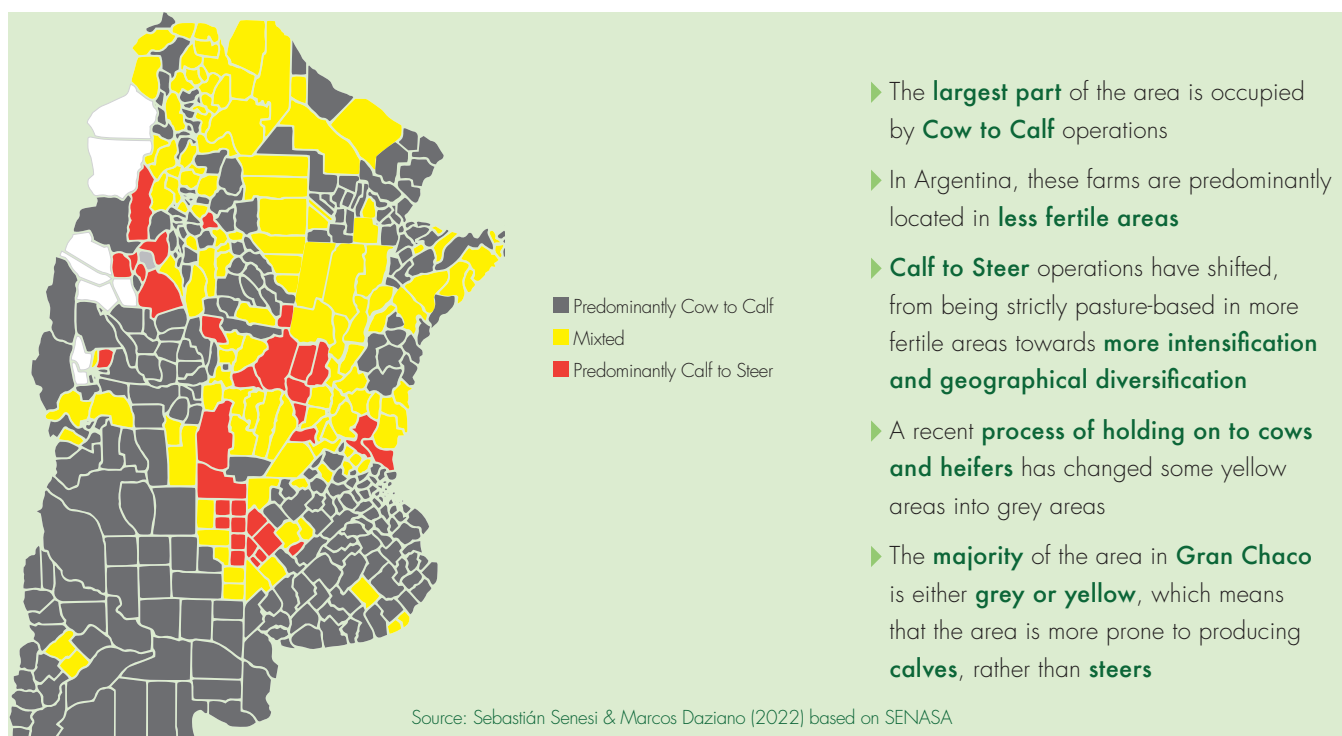 The largest part of the area is occupied
by Cow to Calf operations
In Argentina, these farms are predominantly
located in less fertile areas
Calf to Steer operations have shifted,
from being strictly pasture-based in more
fertile areas towards more intensification
and geographical diversification
A recent process of holding on to cows
and heifers has changed some yellow
areas into grey areas
The majority of the area in Gran Chaco
is either grey or yellow, which means
that the area is more prone to producing
calves, rather than steers
Predominantly Cow to Calf
Mixted
Predominantly Calf to Steer
Source: Sebastián Senesi & Marcos Daziano (2022) based on SENASA